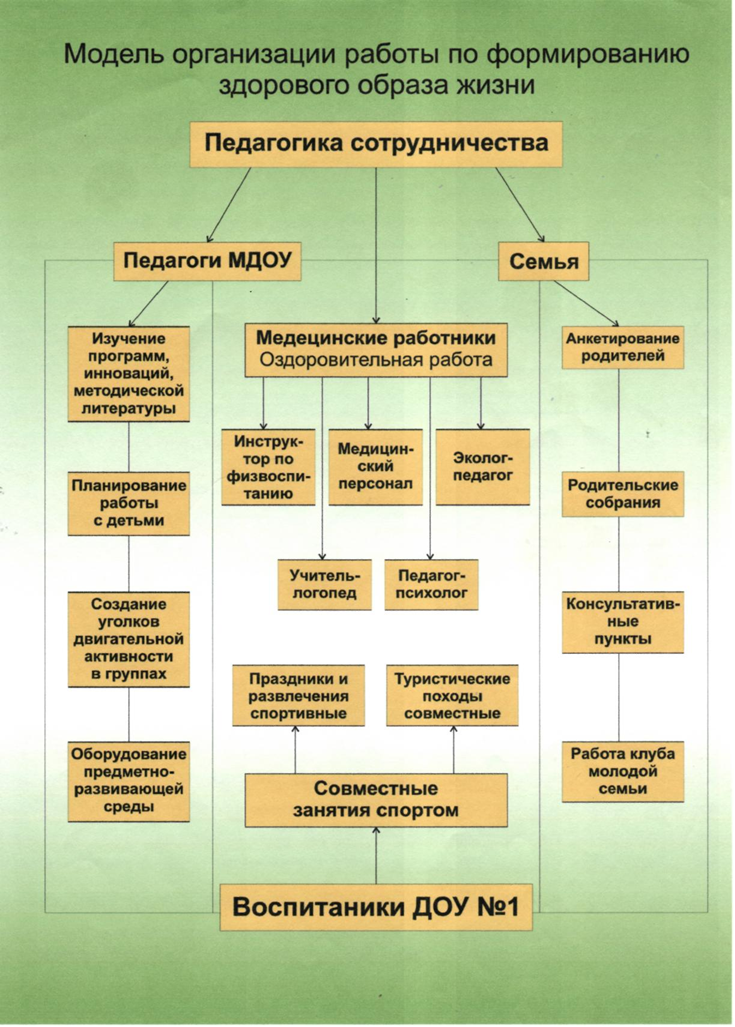 Модель организации работы по формированию
здорового образа жизни
Педагогика сотрудничества
Педагоги МДОУ
Семья
Изучение
программ,
инноваций,
методической
литературы
Планирование
работы
с детьми
Создание
уголков
двигательной
активности
в группах
Оборудование
предметно-
развивающей
среды
Медецинские работники
Оздоровительная работа
Инструк-
тор по
физвоспи-
танию
Медицин-
ский
персонал
Эколог-
педагог
Учитель-
логопед
Педагог-
психолог
Праздники и
развлечения
спортивные
Туристические
походы
совместные
Совместные
занятия спортом
Воспитаники ДОУ №1
Анкетирование
родителей
Родительские
собрания
Консультатив-
ные
пункты
Работа клуба
молодой
семьи